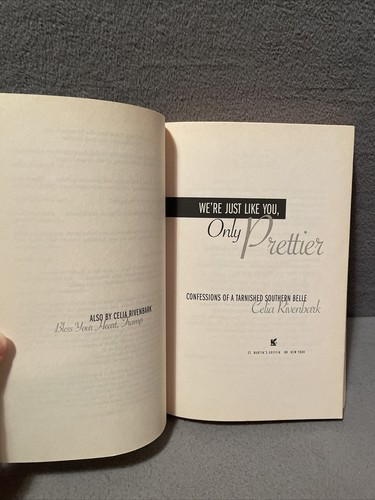 ALSO BY CELIA RIVENBARK
Bless Your Heart, Tramp
WE'RE JUST LIKE YOU,
Only Prettier
CONFESSIONS OF A TARNISHED SOUTHERN BELLE
Celia Rivenbark
ST. MARTIN'S GRIFFIN NEW YORK